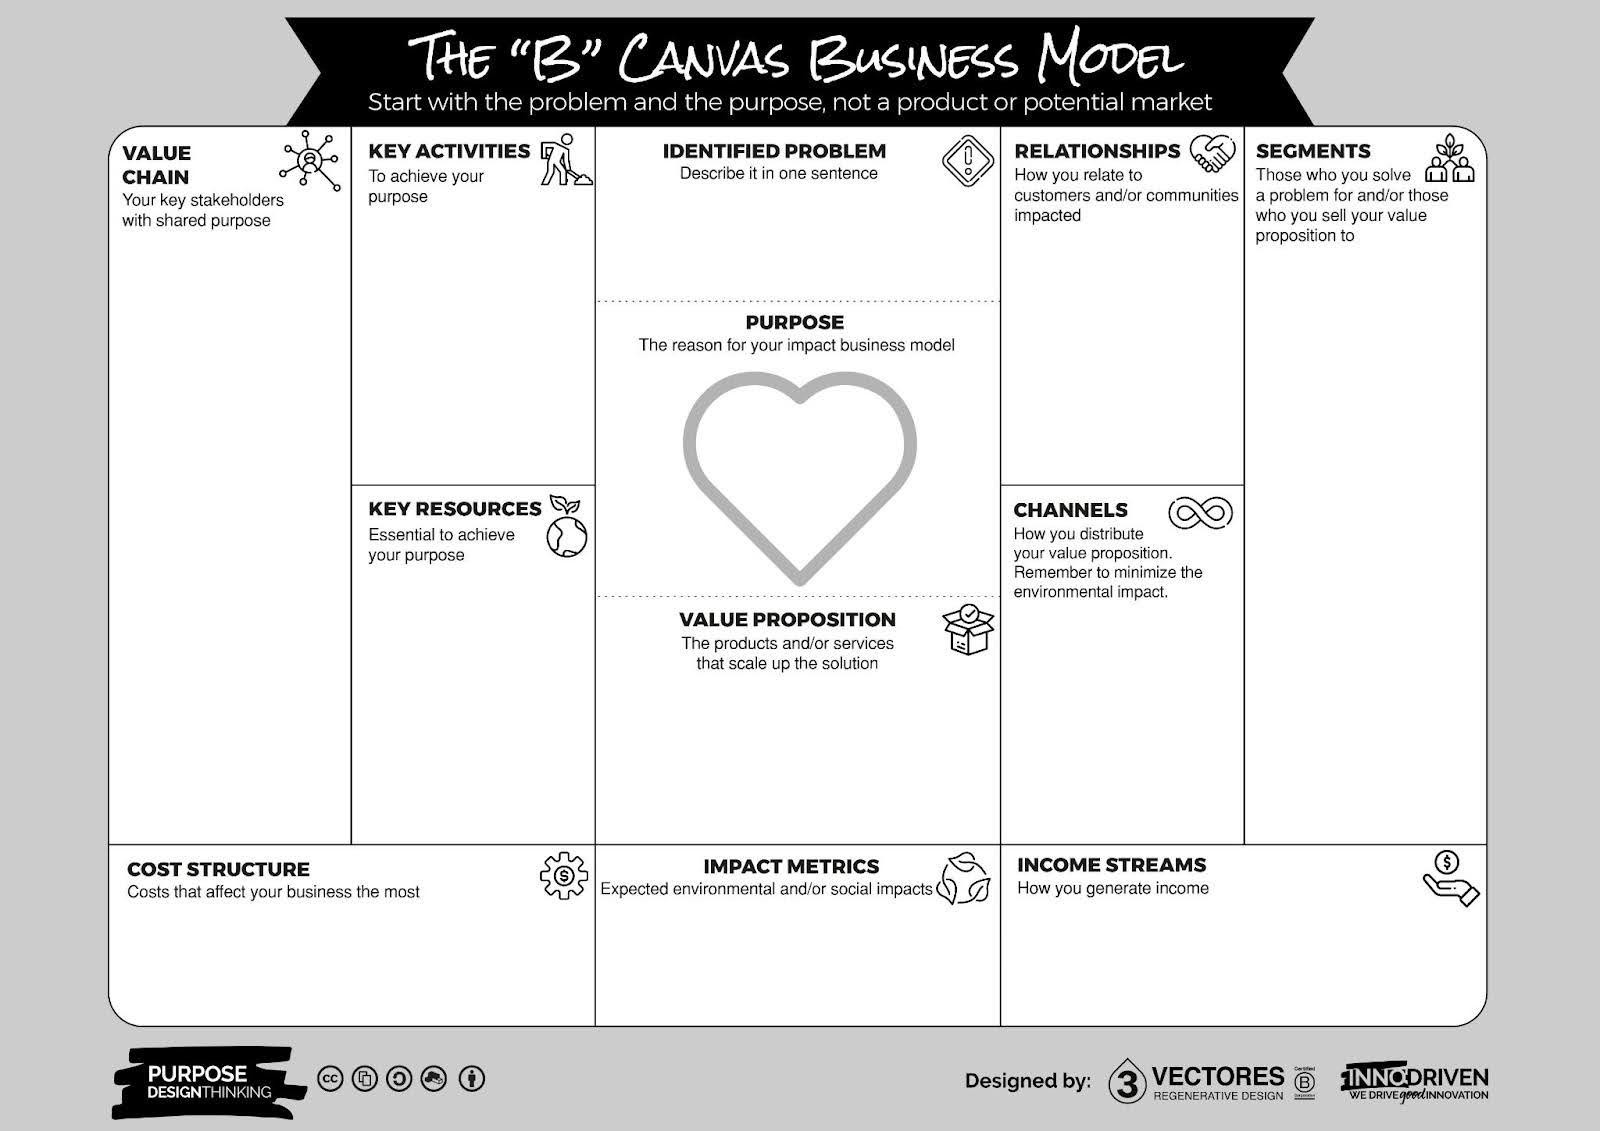 THE "B" CANVAS BUSINESS MODEL
Start with the problem and the purpose, not a product or potential market
VALUE
CHAIN
Your key stakeholders
with shared purpose
KEY ACTIVITIES
To achieve your
purpose
KEY RESOURCES
Essential to achieve
your purpose
IDENTIFIED PROBLEM
Describe it in one sentence
PURPOSE
The reason for your impact business model
VALUE PROPOSITION
The products and/or services
that scale up the solution
RELATIONSHIPS
How you relate to
customers and/or communities
impacted
CHANNELS
How you distribute
your value proposition.
Remember to minimize the
environmental impact.
SEGMENTS
Those who you solve
a problem for and/or those
who you sell your value
proposition to
COST STRUCTURE
Costs that affect your business the most
$
IMPACT METRICS
Expected environmental and/or social impacts
INCOME STREAMS
How you generate income
$
PURPOSE
DESIGNTHINKING
cc
Designed by:
3 VECTORES
REGENERATIVE DESIGN
Certified
B
Corporation
INNODRIVEN
WE DRIVE good INNOVATION